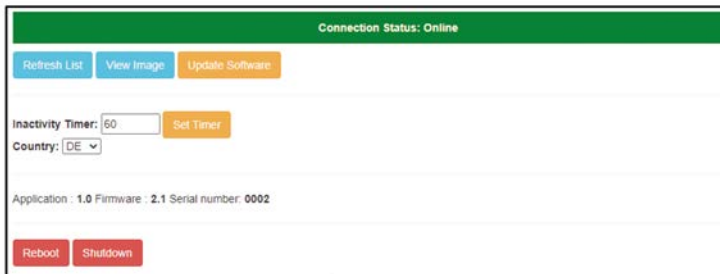 Connection Status: Online
Refresh List View Image Update Software
Inactivity Timer: 60 Set Timer
Country: DE
Application : 1.0 Firmware : 2.1 Serial number: 0002
Reboot Shutdown